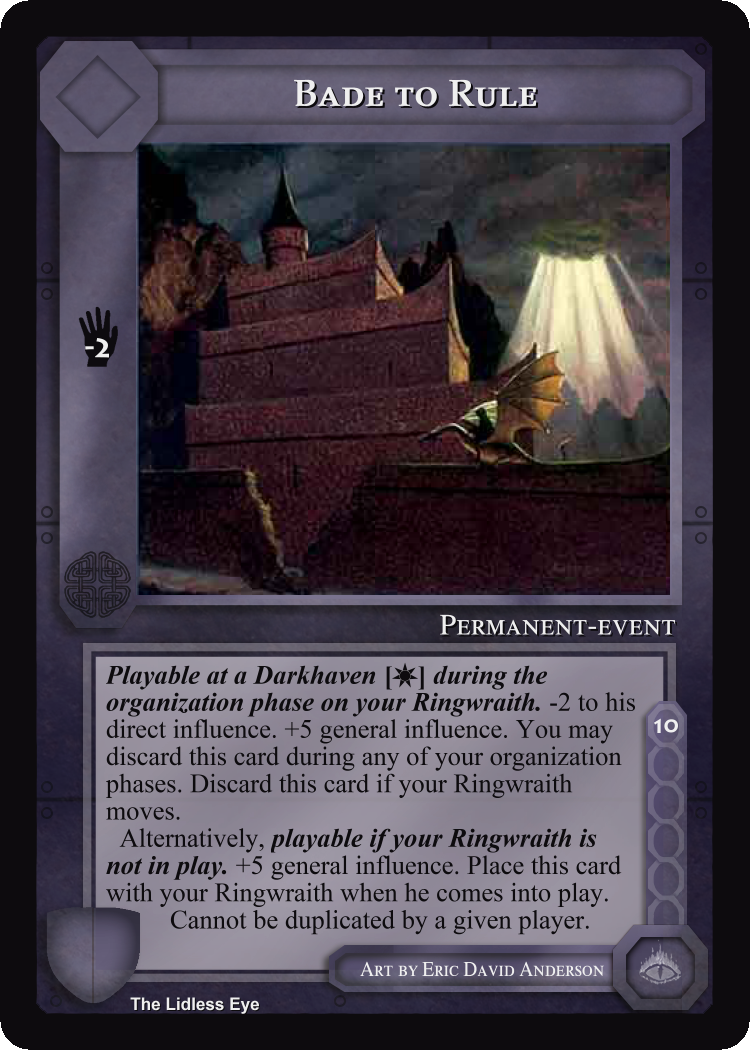 Bade to Rule
-2
Permanent-event
Playable at a Darkhaven [✷] during the
organization phase on your Ringwraith. -2 to his
direct influence. +5 general influence. You may
discard this card during any of your organization
phases. Discard this card if your Ringwraith
moves.
Alternatively, playable if your Ringwraith is
not in play. +5 general influence. Place this card
with your Ringwraith when he comes into play.
Cannot be duplicated by a given player.
10
Art by Eric David Anderson
The Lidless Eye